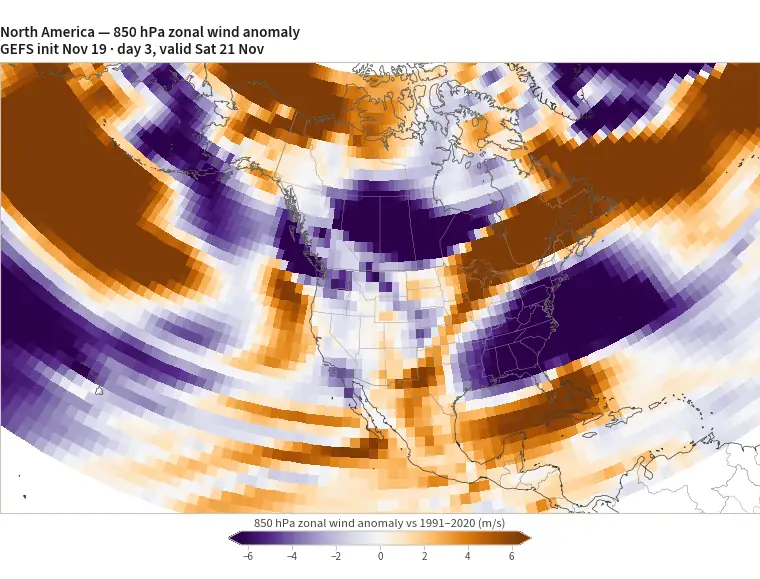 North America — 850 hPa zonal wind anomaly
GEFS init Nov 19 · day 3, valid Sat 21 Nov
850 hPa zonal wind anomaly vs 1991–2020 (m/s)
−6 −4 −2 0 2 4 6